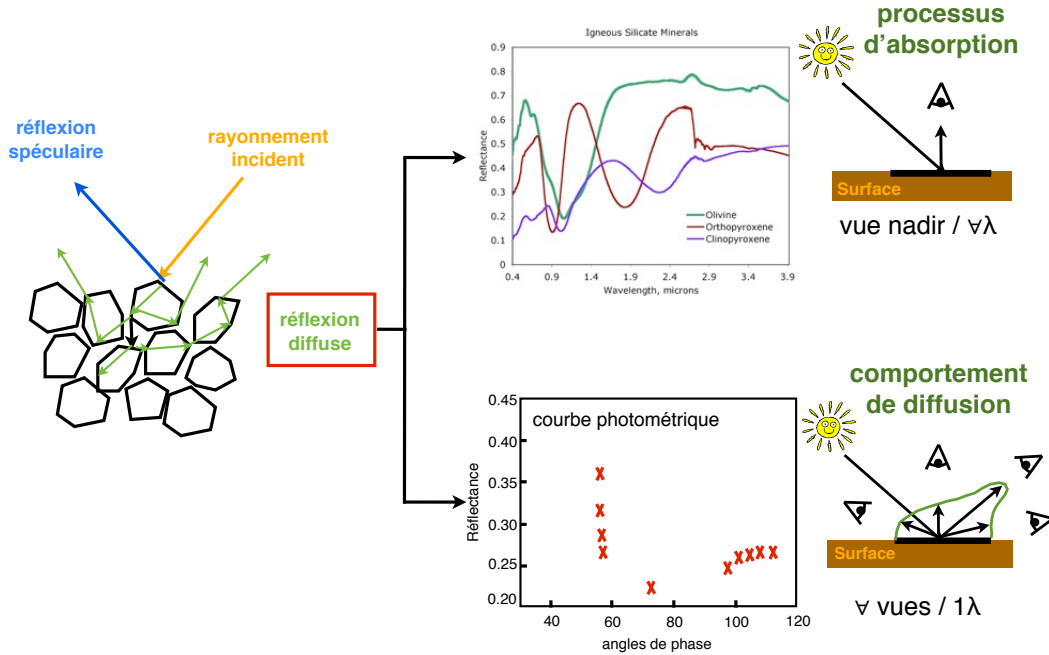 réflexion
spéculaire
rayonnement
incident
réflexion
diffuse
Igneous Silicate Minerals
Reflectance
0.9
0.8
0.7
0.6
0.5
0.4
0.3
0.2
0.1
0
Olivine
Orthopyroxene
Clinopyroxene
0.4 0.9 1.4 1.9 2.4 2.9 3.4 3.9
Wavelength, microns
processus
d'absorption
Surface
vue nadir / ∀λ
courbe photométrique
Réflectance
0.45
0.40
0.35
0.30
0.25
0.20
40 60 80 100 120
angles de phase
comportement
de diffusion
Surface
∀ vues / 1λ